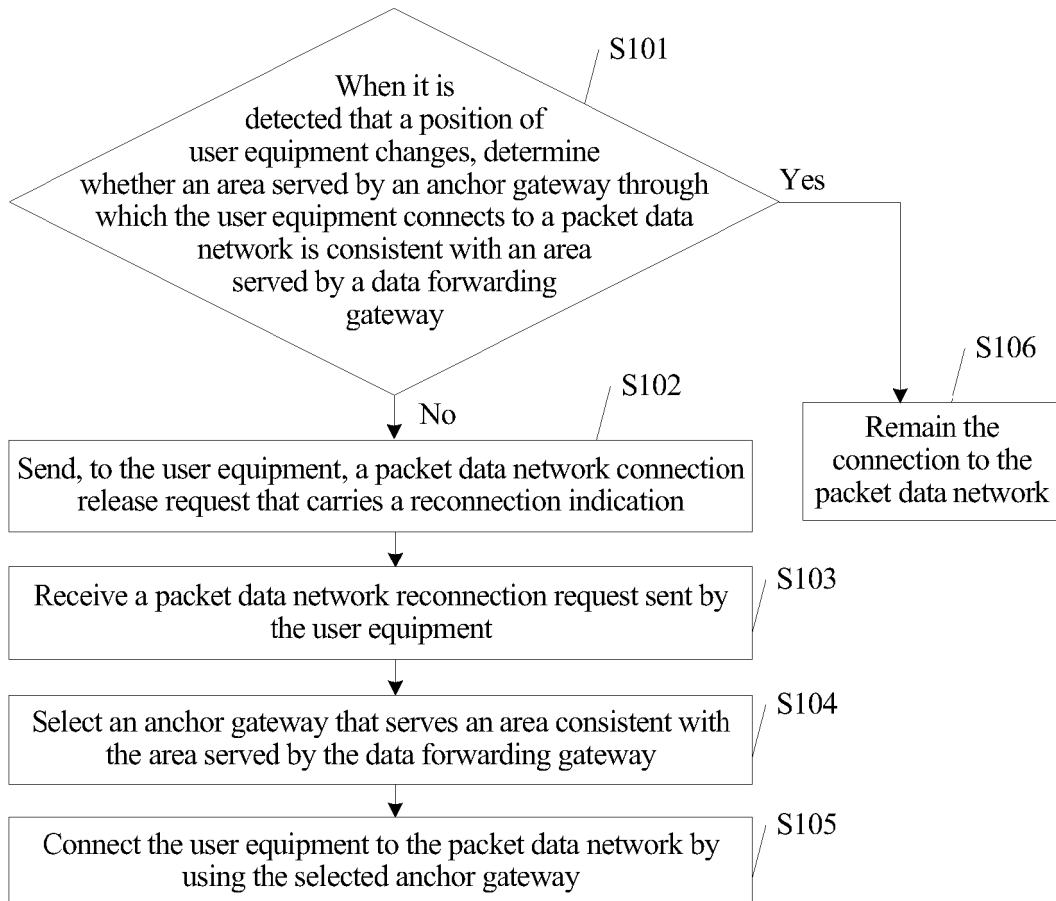 S101
When it is
detected that a position of
user equipment changes, determine
whether an area served by an anchor gateway through
which the user equipment connects to a packet data
network is consistent with an area
served by a data forwarding
gateway
Yes
S106
Remain the
connection to the
packet data network
No
S102
Send, to the user equipment, a packet data network connection
release request that carries a reconnection indication
S103
Receive a packet data network reconnection request sent by
the user equipment
S104
Select an anchor gateway that serves an area consistent with
the area served by the data forwarding gateway
S105
Connect the user equipment to the packet data network by
using the selected anchor gateway